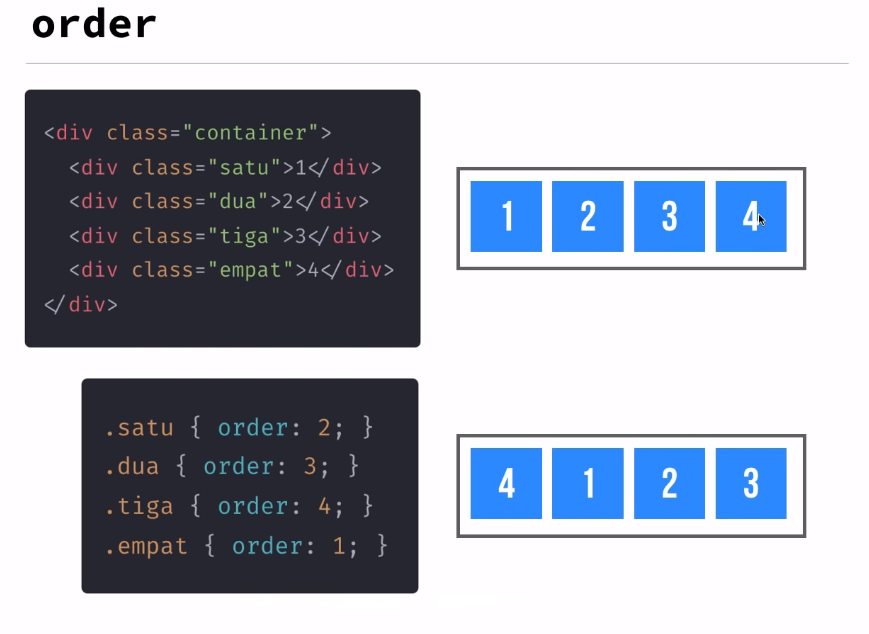 order
<div class="container">
  <div class="satu">1</div>
  <div class="dua">2</div>
  <div class="tiga">3</div>
  <div class="empat">4</div>
</div>
1 2 3 4
.satu { order: 2; }
.dua { order: 3; }
.tiga { order: 4; }
.empat { order: 1; }
4 1 2 3